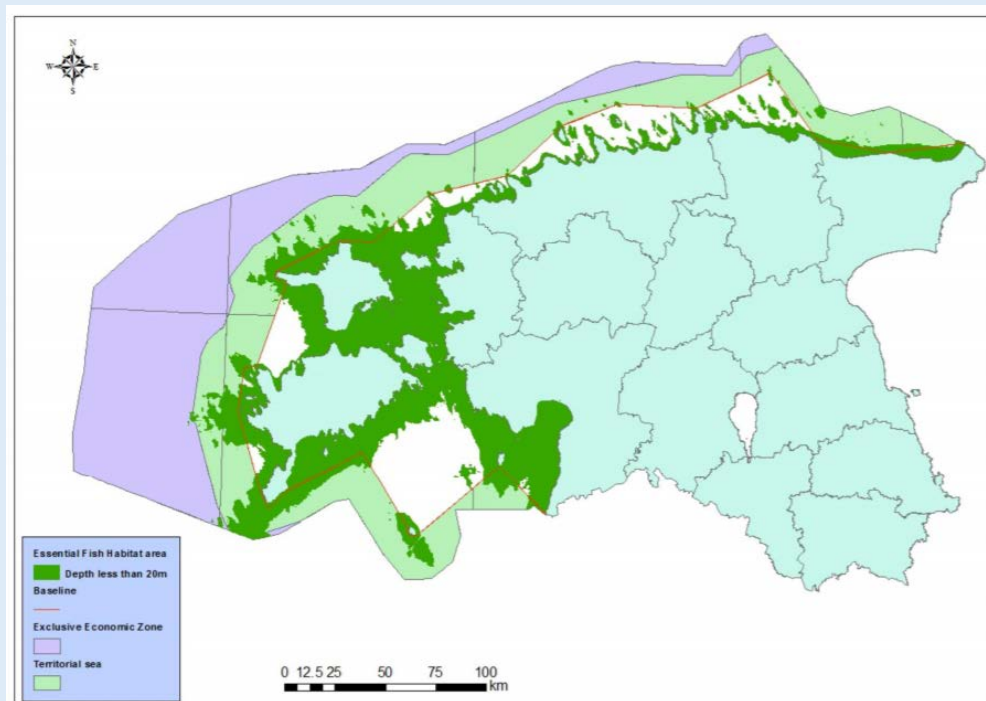 N
W E
S
Essential Fish Habitat area
Depth less than 20m
Baseline
Exclusive Economic Zone
Territorial sea
0 12.5 25 50 75 100
km